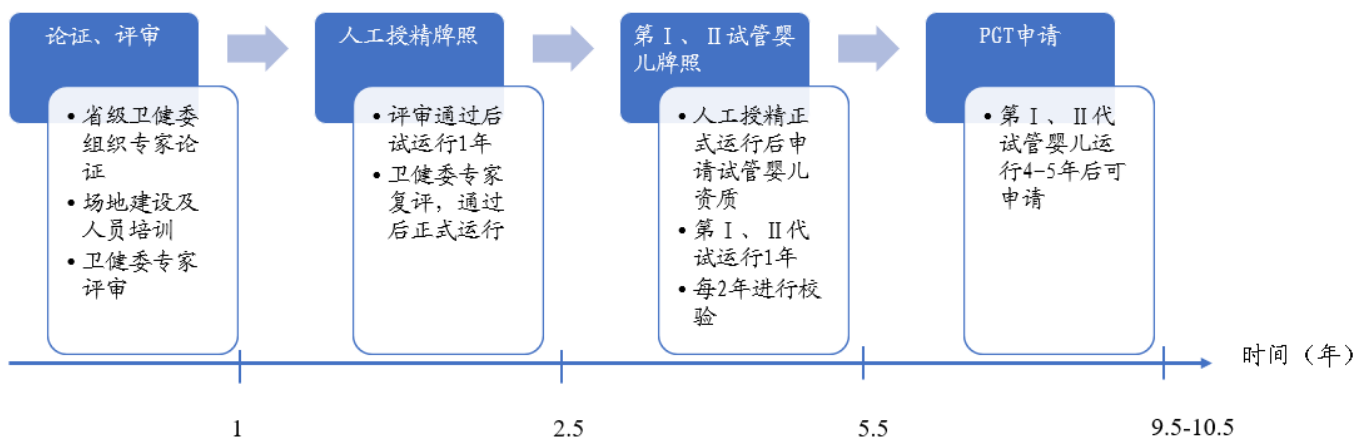 论证、评审
• 省级卫健委
组织专家论
证
• 场地建设及
人员培训
• 卫健委专家
评审
人工授精牌照
• 评审通过后
试运行1年
• 卫健委专家
复评，通过
后正式运行
第Ⅰ、Ⅱ试管婴
儿牌照
• 人工授精正
式运行后申
请试管婴儿
资质
• 第Ⅰ、Ⅱ代
试运行1年
• 每2年进行校
验
PGT申请
• 第Ⅰ、Ⅱ代
试管婴儿运
行4-5年后可
申请
时间（年）
1
2.5
5.5
9.5-10.5